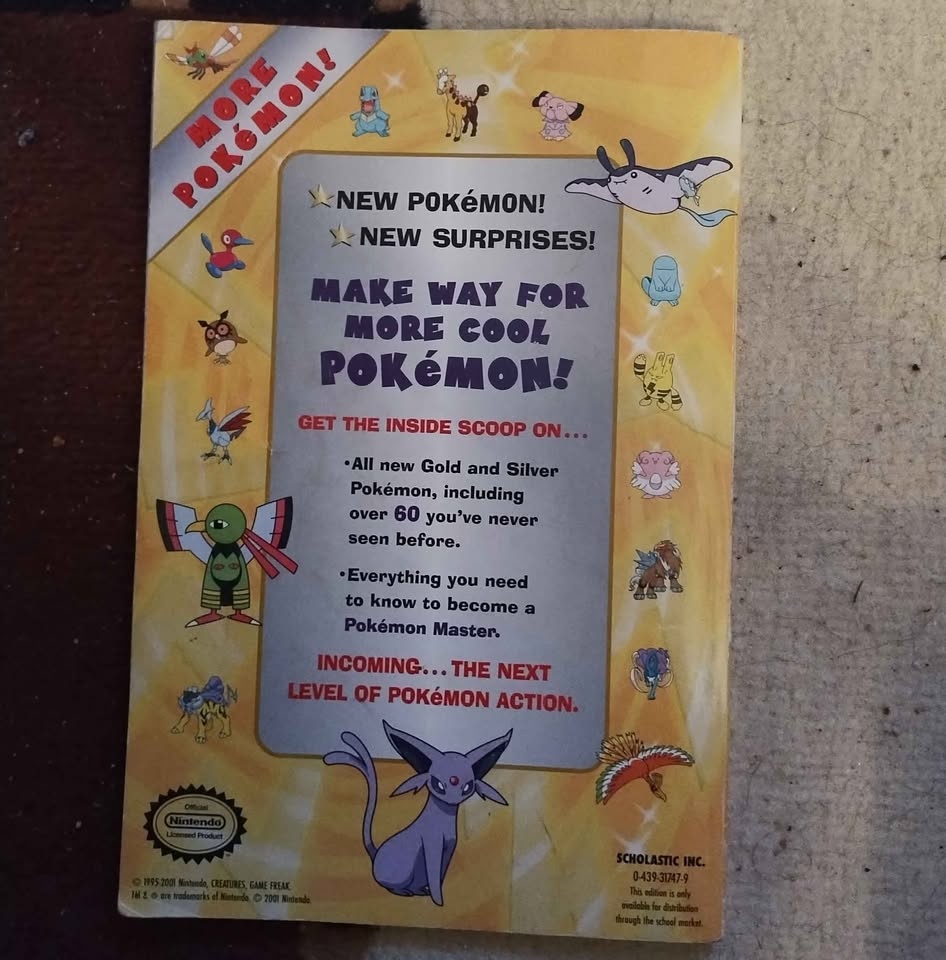 MORE
POKéMON!
NEW POKéMON!
NEW SURPRISES!
MAKE WAY FOR
MORE COOL
POKéMON!
GET THE INSIDE SCOOP ON...
•All new Gold and Silver
Pokémon, including
over 60 you've never
seen before.
•Everything you need
to know to become a
Pokémon Master.
INCOMING...THE NEXT
LEVEL OF POKéMON ACTION.
Official
Nintendo
Licensed Product
© 1995-2001 Nintendo, CREATURES, GAME FREAK.
TM & ® are trademarks of Nintendo. © 2001 Nintendo.
SCHOLASTIC INC.
0-439-31747-9
This edition is only
available for distribution
through the school market.